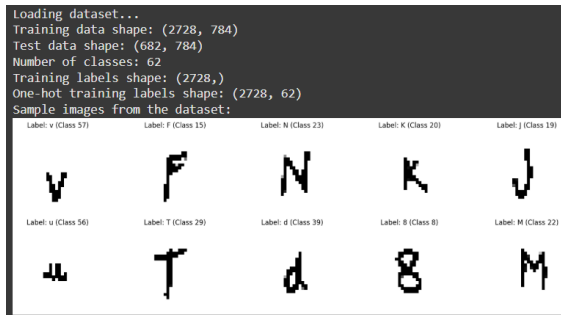 Loading dataset...
Training data shape: (2728, 784)
Test data shape: (682, 784)
Number of classes: 62
Training labels shape: (2728,)
One-hot training labels shape: (2728, 62)
Sample images from the dataset:
Label: v (Class 57) Label: F (Class 15) Label: N (Class 23) Label: K (Class 20) Label: J (Class 19)
v F N K J
Label: u (Class 56) Label: T (Class 29) Label: d (Class 39) Label: 8 (Class 8) Label: M (Class 22)
u T d 8 M